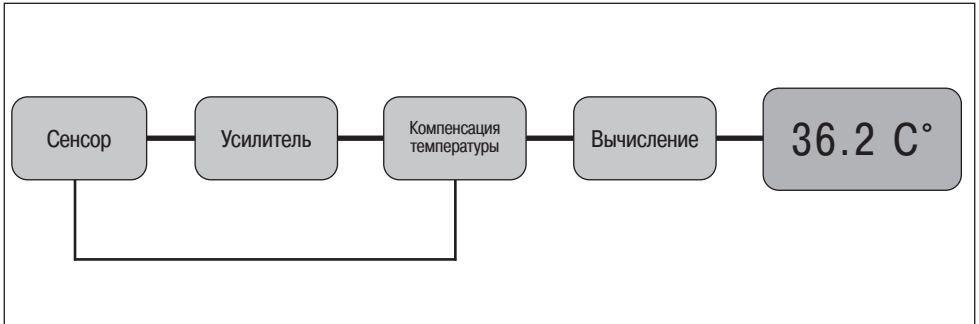 Сенсор
Усилитель
Компенсация
температуры
Вычисление
36.2 C°